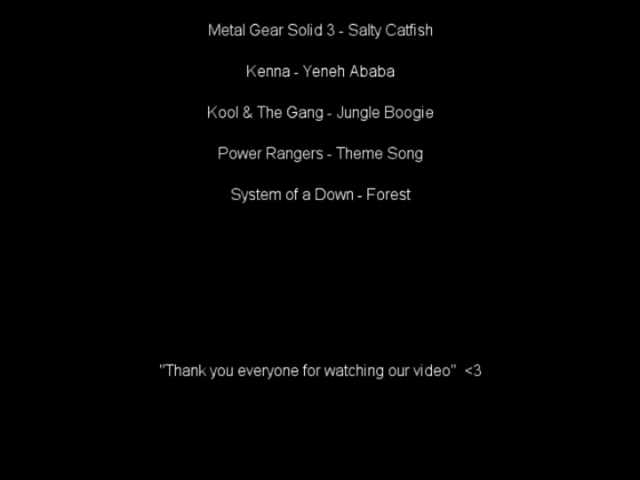 Metal Gear Solid 3 - Salty Catfish
Kenna - Yeneh Ababa
Kool & The Gang - Jungle Boogie
Power Rangers - Theme Song
System of a Down - Forest
"Thank you everyone for watching our video"  <3